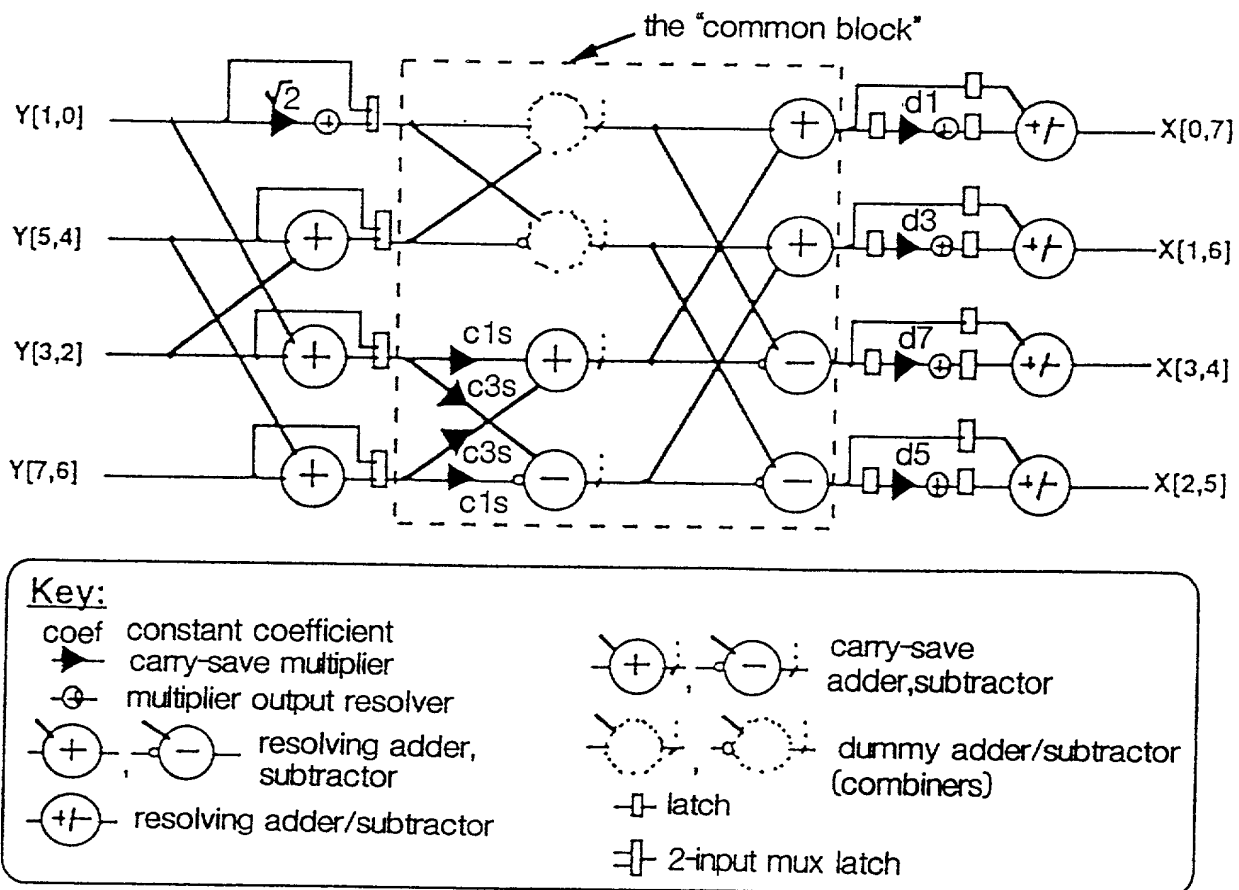 the "common block"
√2
Y[1,0]
d1
X[0,7]
+
+/-
Y[5,4]
+
d3
X[1,6]
+
+/-
Y[3,2]
+
c1s
+
c3s
-
d7
+/-
X[3,4]
Y[7,6]
+
c3s
-
c1s
-
d5
+/-
X[2,5]
Key:
coef constant coefficient
carry-save multiplier
multiplier output resolver
+ , - resolving adder,
subtractor
+/- resolving adder/subtractor
+ , - carry-save
adder,subtractor
, dummy adder/subtractor
(combiners)
latch
2-input mux latch